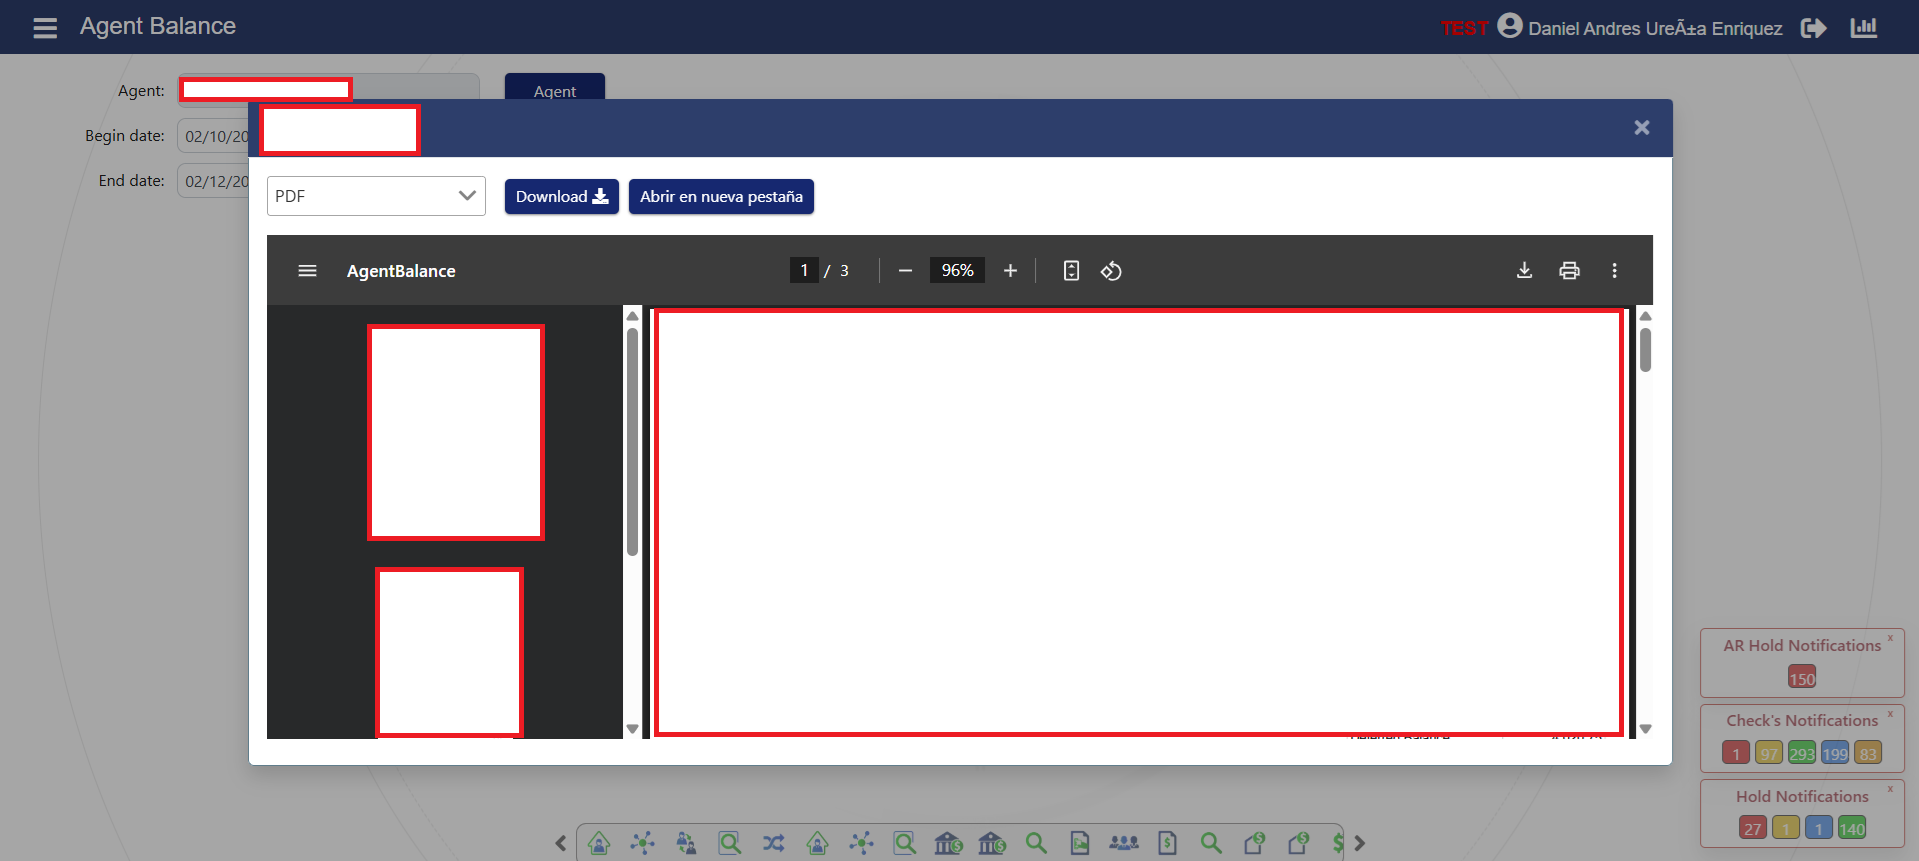 Agent Balance
TEST Daniel Andres UreÃ±a Enriquez
Agent:
Agent
Begin date: 02/10/20
End date: 02/12/20
PDF
Download
Abrir en nueva pestaña
AgentBalance
1 / 3
96%
AR Hold Notifications x
150
Check's Notifications x
1 97 293 199 83
Hold Notifications x
27 1 1 140